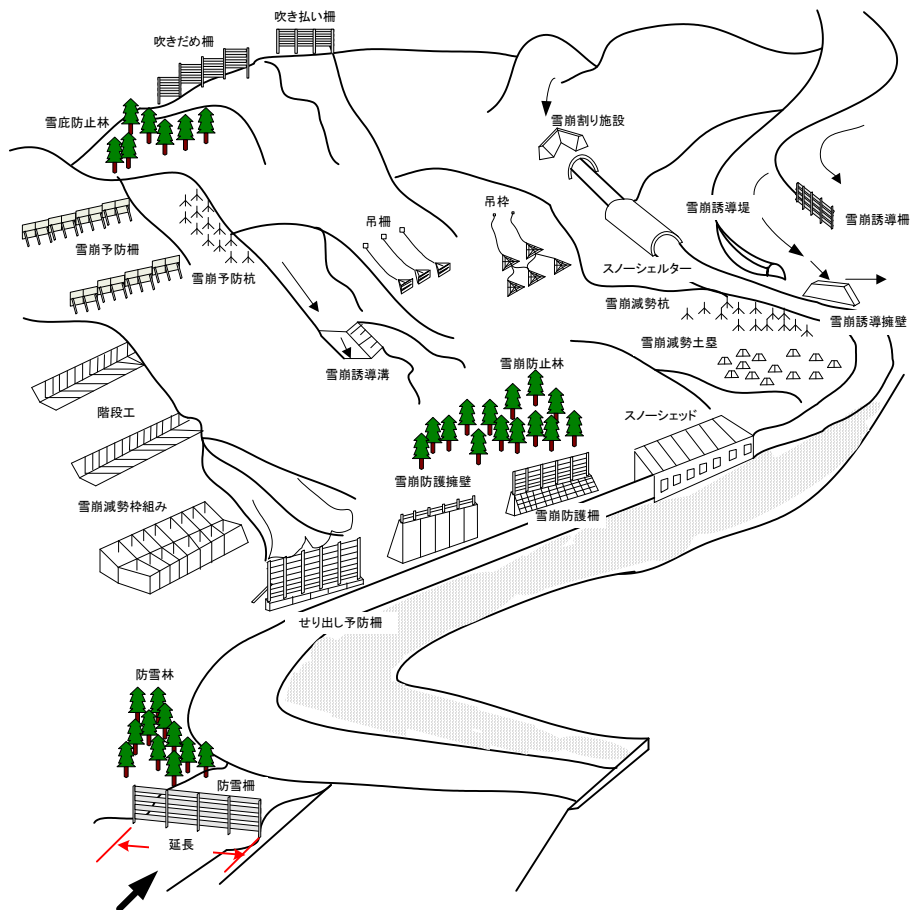 吹き払い柵
吹きだめ柵
雪庇防止林
雪崩割り施設
吊枠
雪崩誘導堤
雪崩誘導柵
吊柵
雪崩予防柵
雪崩予防杭
スノーシェルター
雪崩減勢杭
雪崩誘導擁壁
雪崩減勢土塁
雪崩誘導溝
雪崩防止林
階段工
スノーシェッド
雪崩防護擁壁
雪崩減勢枠組み
雪崩防護柵
せり出し予防柵
防雪林
防雪柵
延長